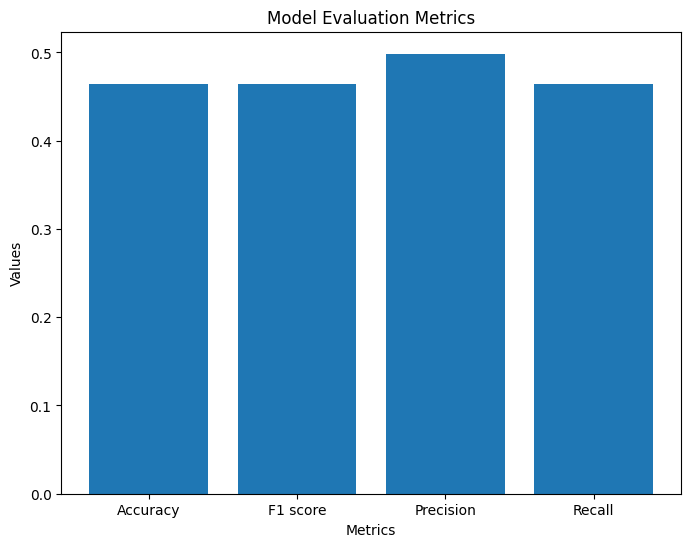 Model Evaluation Metrics
0.5
0.4
0.3
0.2
0.1
0.0
Values
Accuracy F1 score Precision Recall
Metrics